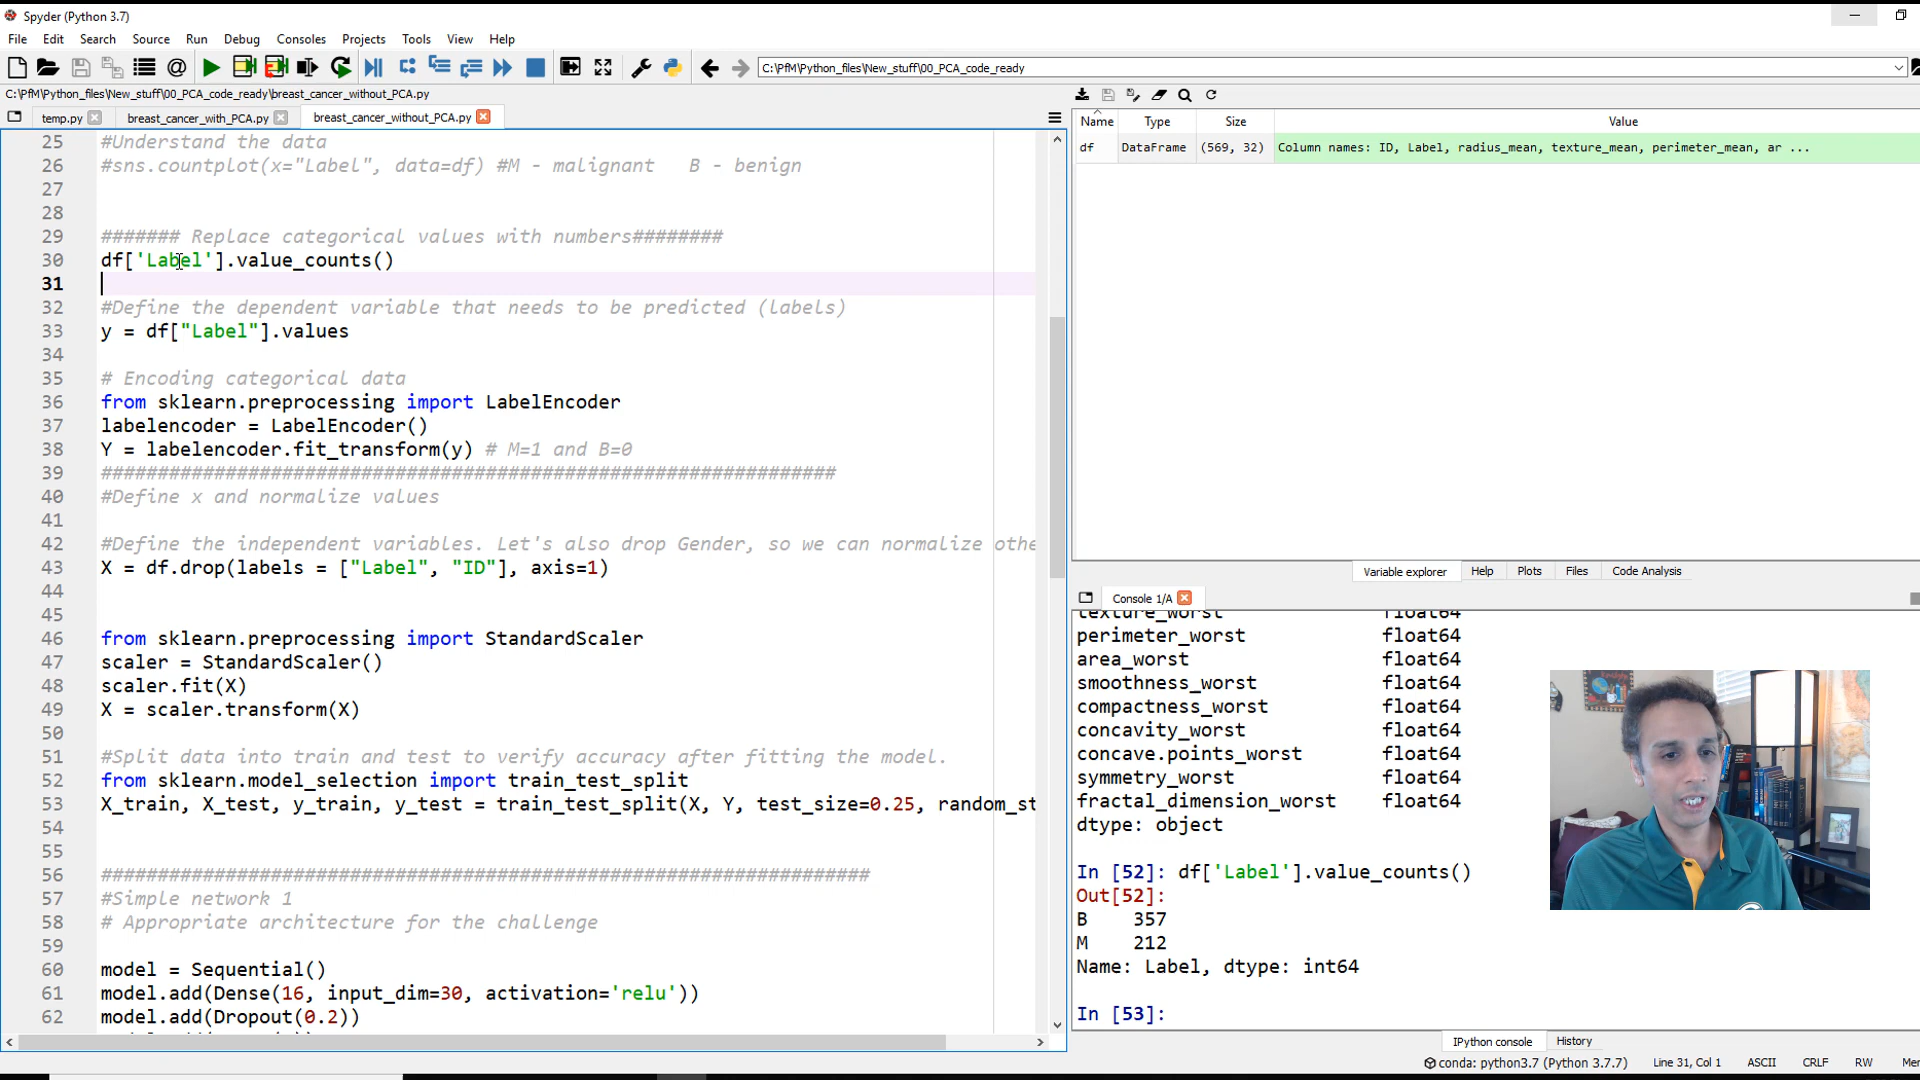 Spyder (Python 3.7)
File Edit Search Source Run Debug Consoles Projects Tools View Help
C:\PfM\Python_files\New_stuff\00_PCA_code_ready
C:\PfM\Python_files\New_stuff\00_PCA_code_ready\breast_cancer_without_PCA.py
temp.py breast_cancer_with_PCA.py breast_cancer_without_PCA.py
25 #Understand the data
26 #sns.countplot(x="Label", data=df) #M - malignant   B - benign
27
28
29 ####### Replace categorical values with numbers########
30 df['Label'].value_counts()
31
32 #Define the dependent variable that needs to be predicted (labels)
33 y = df["Label"].values
34
35 # Encoding categorical data
36 from sklearn.preprocessing import LabelEncoder
37 labelencoder = LabelEncoder()
38 Y = labelencoder.fit_transform(y) # M=1 and B=0
39 #################################################################
40 #Define x and normalize values
41
42 #Define the independent variables. Let's also drop Gender, so we can normalize othe
43 X = df.drop(labels = ["Label", "ID"], axis=1)
44
45
46 from sklearn.preprocessing import StandardScaler
47 scaler = StandardScaler()
48 scaler.fit(X)
49 X = scaler.transform(X)
50
51 #Split data into train and test to verify accuracy after fitting the model.
52 from sklearn.model_selection import train_test_split
53 X_train, X_test, y_train, y_test = train_test_split(X, Y, test_size=0.25, random_st
54
55
56 ####################################################################
57 #Simple network 1
58 # Appropriate architecture for the challenge
59
60 model = Sequential()
61 model.add(Dense(16, input_dim=30, activation='relu'))
62 model.add(Dropout(0.2))
Name Type Size Value
df DataFrame (569, 32) Column names: ID, Label, radius_mean, texture_mean, perimeter_mean, ar ...
Variable explorer Help Plots Files Code Analysis
Console 1/A
texture_worst float64
perimeter_worst float64
area_worst float64
smoothness_worst float64
compactness_worst float64
concavity_worst float64
concave.points_worst float64
symmetry_worst float64
fractal_dimension_worst float64
dtype: object
In [52]: df['Label'].value_counts()
Out[52]:
B 357
M 212
Name: Label, dtype: int64
In [53]:
IPython console History
conda: python3.7 (Python 3.7.7) Line 31, Col 1 ASCII CRLF RW Mer